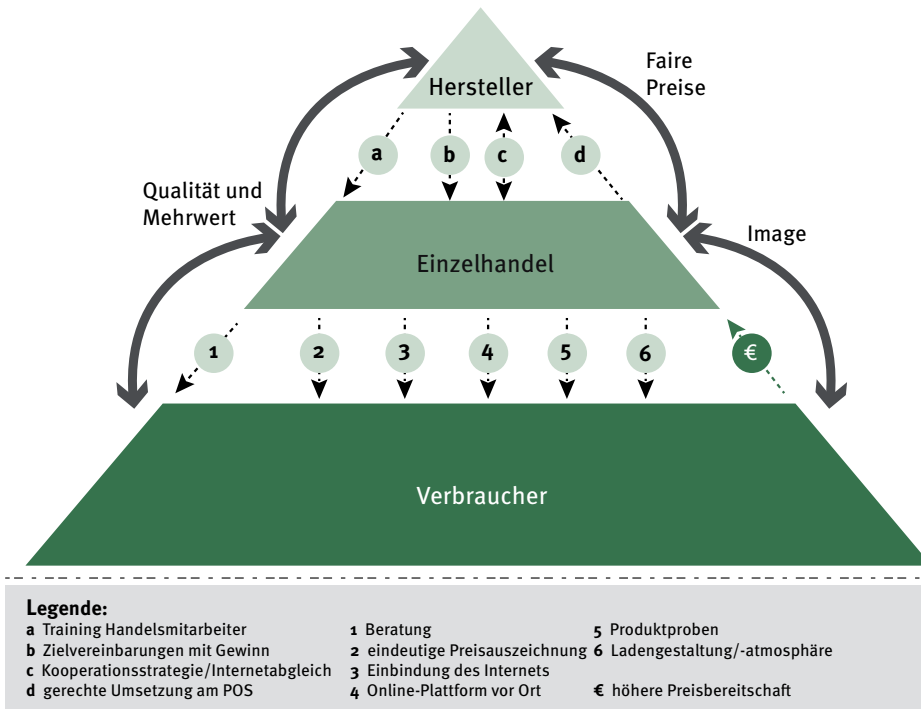 Hersteller
Faire
Preise
a
b
c
d
Qualität und
Mehrwert
Einzelhandel
Image
1
2
3
4
5
6
€
Verbraucher
Legende:
a Training Handelsmitarbeiter
b Zielvereinbarungen mit Gewinn
c Kooperationsstrategie/Internetabgleich
d gerechte Umsetzung am POS
1 Beratung
2 eindeutige Preisauszeichnung
3 Einbindung des Internets
4 Online-Plattform vor Ort
5 Produktproben
6 Ladengestaltung/-atmosphäre
€ höhere Preisbereitschaft